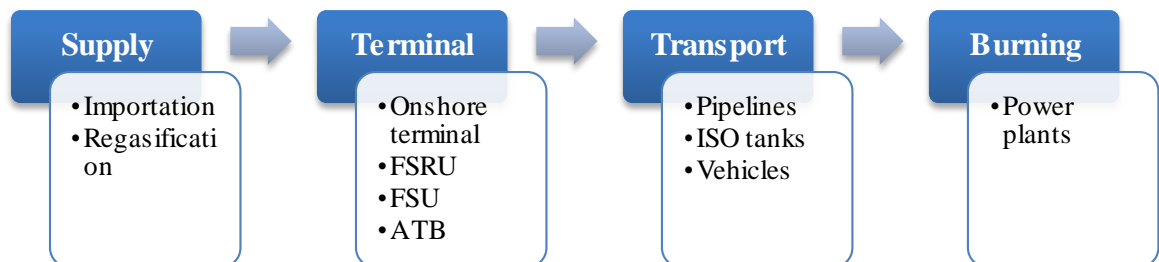 Supply
• Importation
• Regasificati
on
Terminal
• Onshore
terminal
• FSRU
• FSU
• ATB
Transport
• Pipelines
• ISO tanks
• Vehicles
Burning
• Power
plants